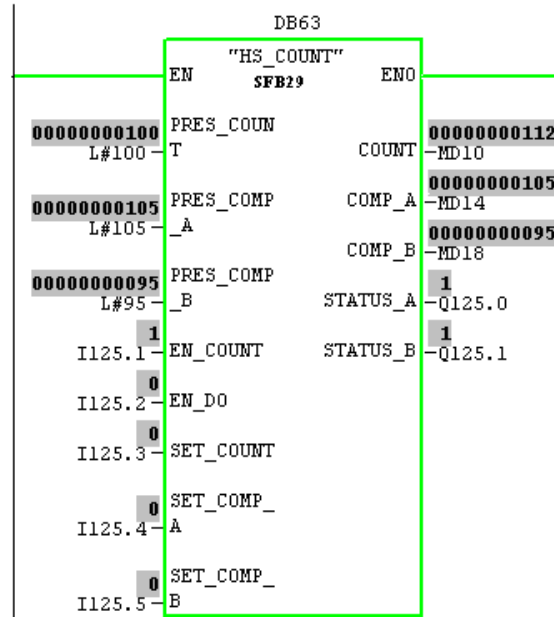 DB63
"HS_COUNT"
EN SFB29 ENO
00000000100 PRES_COUN 00000000112
L#100 T COUNT MD10
00000000105 PRES_COMP 00000000105
L#105 _A COMP_A MD14
00000000095
COMP_B MD18
00000000095 PRES_COMP 1
L#95 _B STATUS_A Q125.0
1 1
I125.1 EN_COUNT STATUS_B Q125.1
0
I125.2 EN_DO
0
I125.3 SET_COUNT
0 SET_COMP_
I125.4 A
0 SET_COMP_
I125.5 B